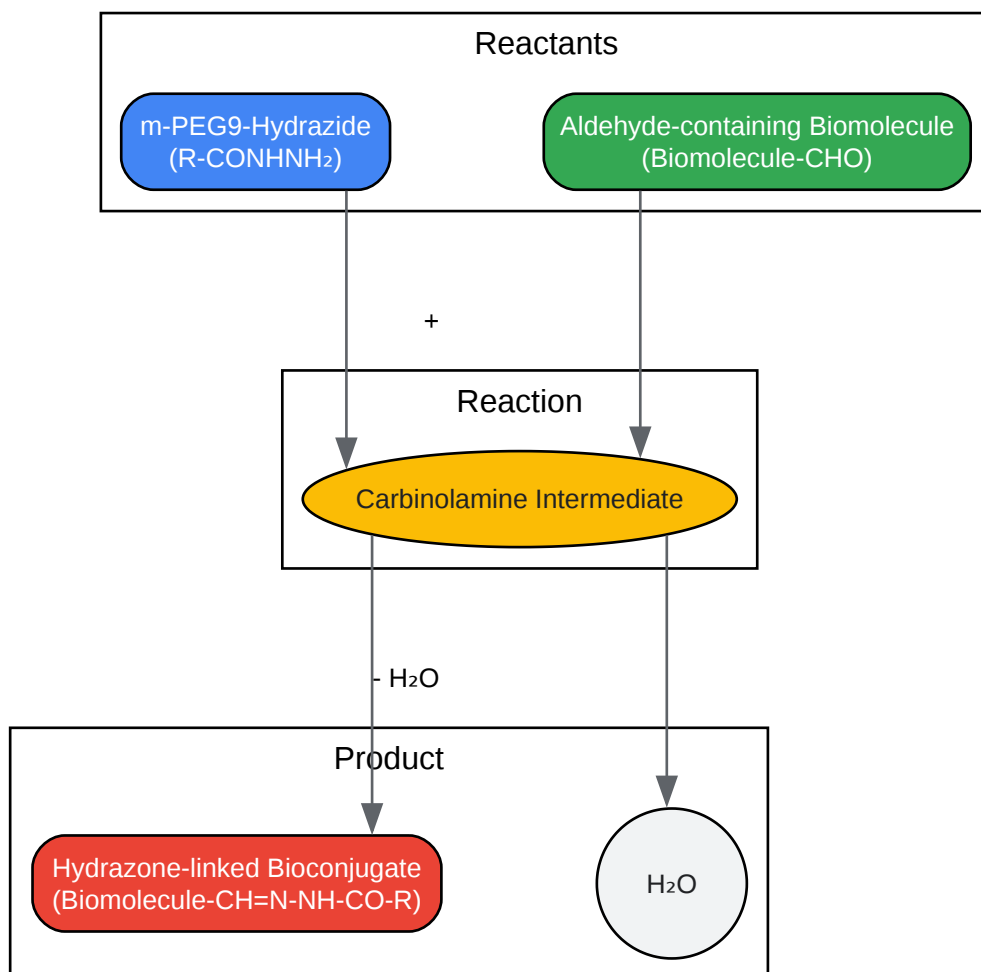 Reactants
m-PEG9-Hydrazide
(R-CONHNH₂)
Aldehyde-containing Biomolecule
(Biomolecule-CHO)
+
Reaction
Carbinolamine Intermediate
- H₂O
Product
Hydrazone-linked Bioconjugate
(Biomolecule-CH=N-NH-CO-R)
H₂O